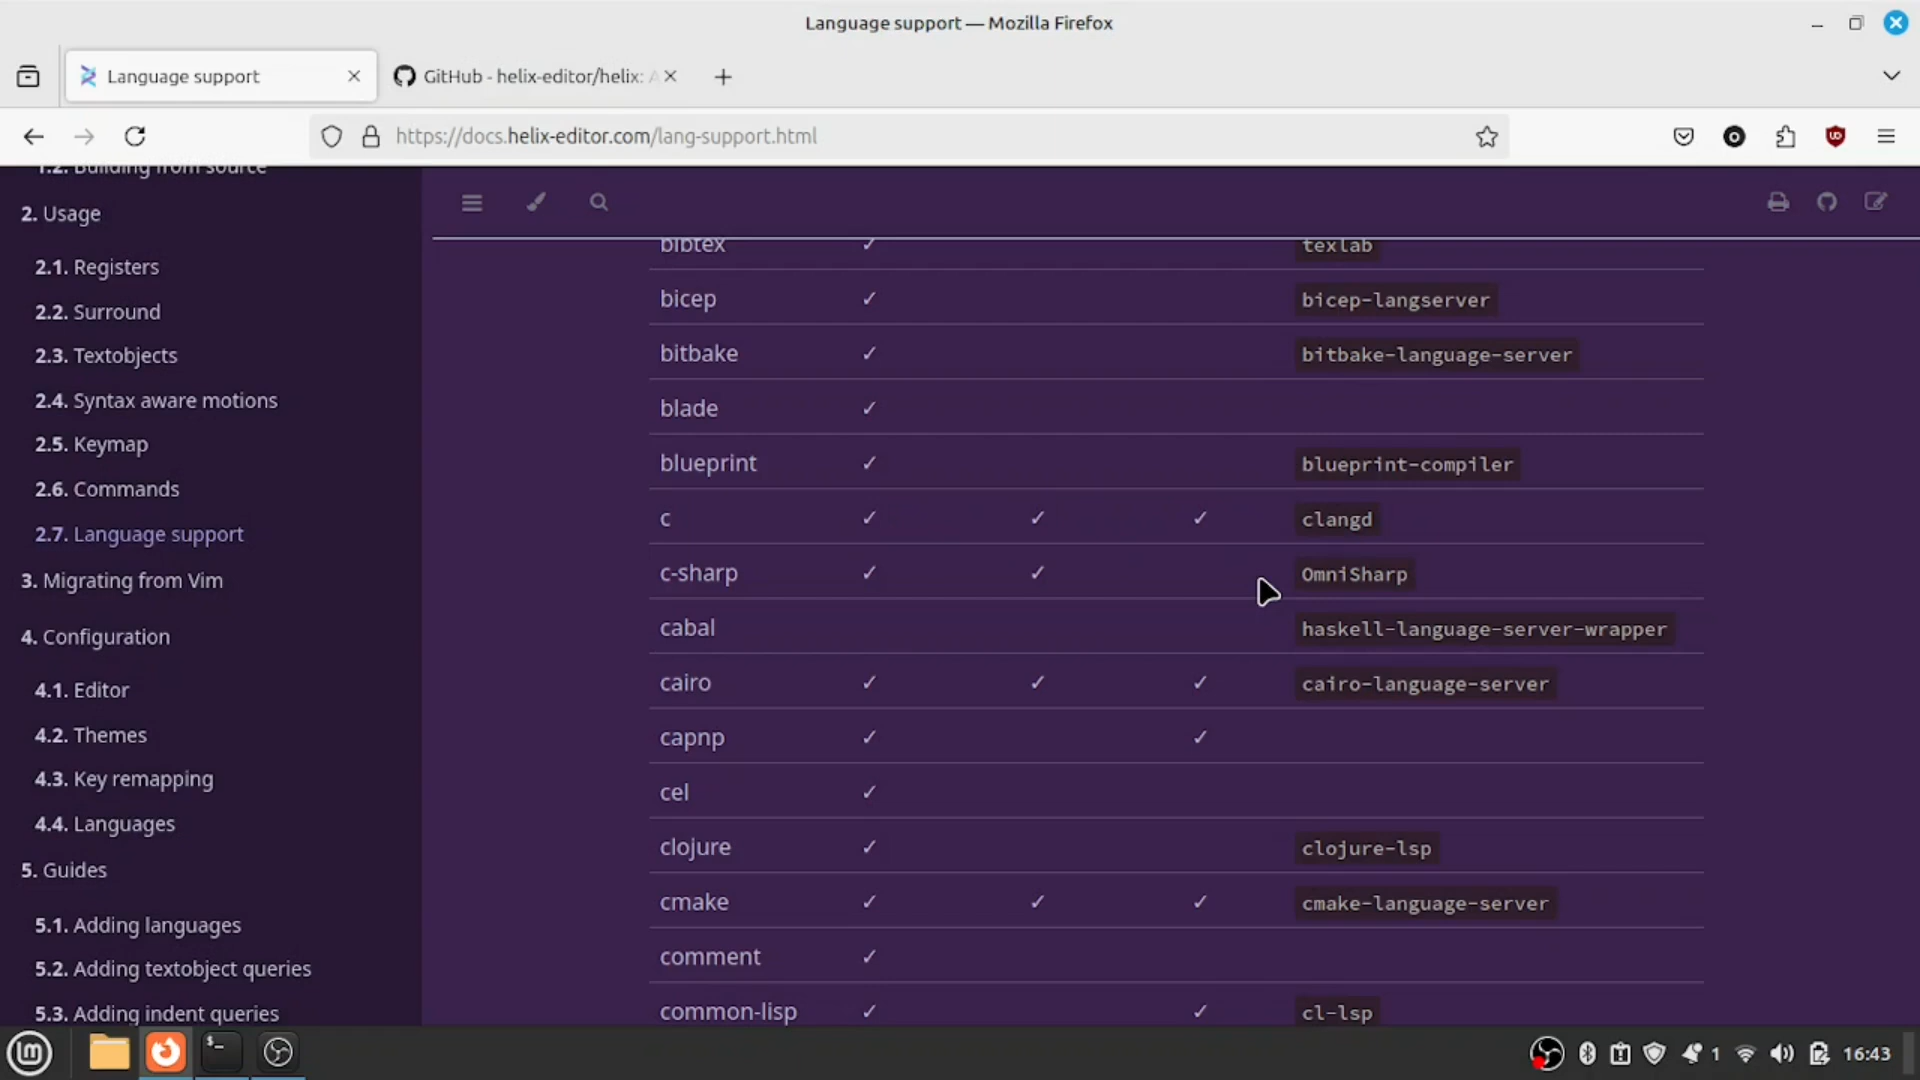 Language support — Mozilla Firefox
Language support
GitHub - helix-editor/helix: A
https://docs.helix-editor.com/lang-support.html
1.2. Building from source
2. Usage
2.1. Registers
2.2. Surround
2.3. Textobjects
2.4. Syntax aware motions
2.5. Keymap
2.6. Commands
2.7. Language support
3. Migrating from Vim
4. Configuration
4.1. Editor
4.2. Themes
4.3. Key remapping
4.4. Languages
5. Guides
5.1. Adding languages
5.2. Adding textobject queries
5.3. Adding indent queries
bibtex ✓ texlab
bicep ✓ bicep-langserver
bitbake ✓ bitbake-language-server
blade ✓
blueprint ✓ blueprint-compiler
c ✓ ✓ ✓ clangd
c-sharp ✓ ✓ OmniSharp
cabal haskell-language-server-wrapper
cairo ✓ ✓ ✓ cairo-language-server
capnp ✓ ✓
cel ✓
clojure ✓ clojure-lsp
cmake ✓ ✓ ✓ cmake-language-server
comment ✓
common-lisp ✓ ✓ cl-lsp
1 16:43